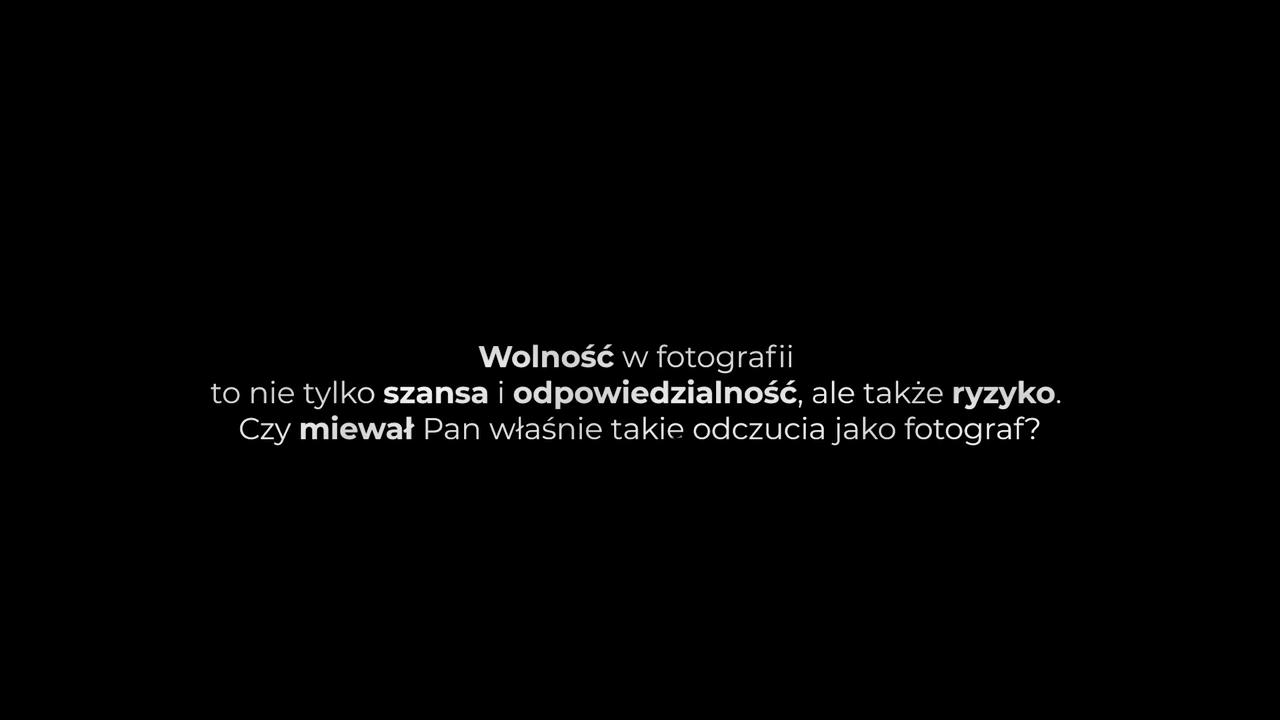 Wolność w fotografii
to nie tylko szansa i odpowiedzialność, ale także ryzyko.
Czy miewał Pan właśnie takie odczucia jako fotograf?